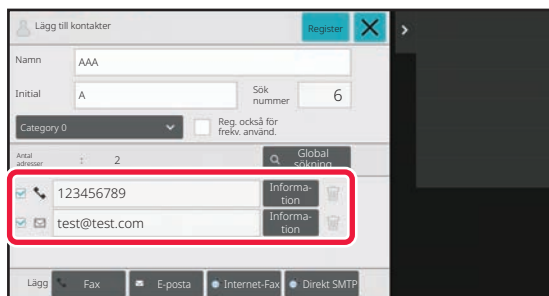 Lägg till kontakter
Register
Namn
AAA
Initial
A
Sök
nummer
6
Category 0
Reg. också för
frekv. använd.
Antal
adresser
:
2
Global
sökning
123456789
Informa-
tion
test@test.com
Informa-
tion
Lägg
Fax
E-posta
Internet-Fax
Direkt SMTP